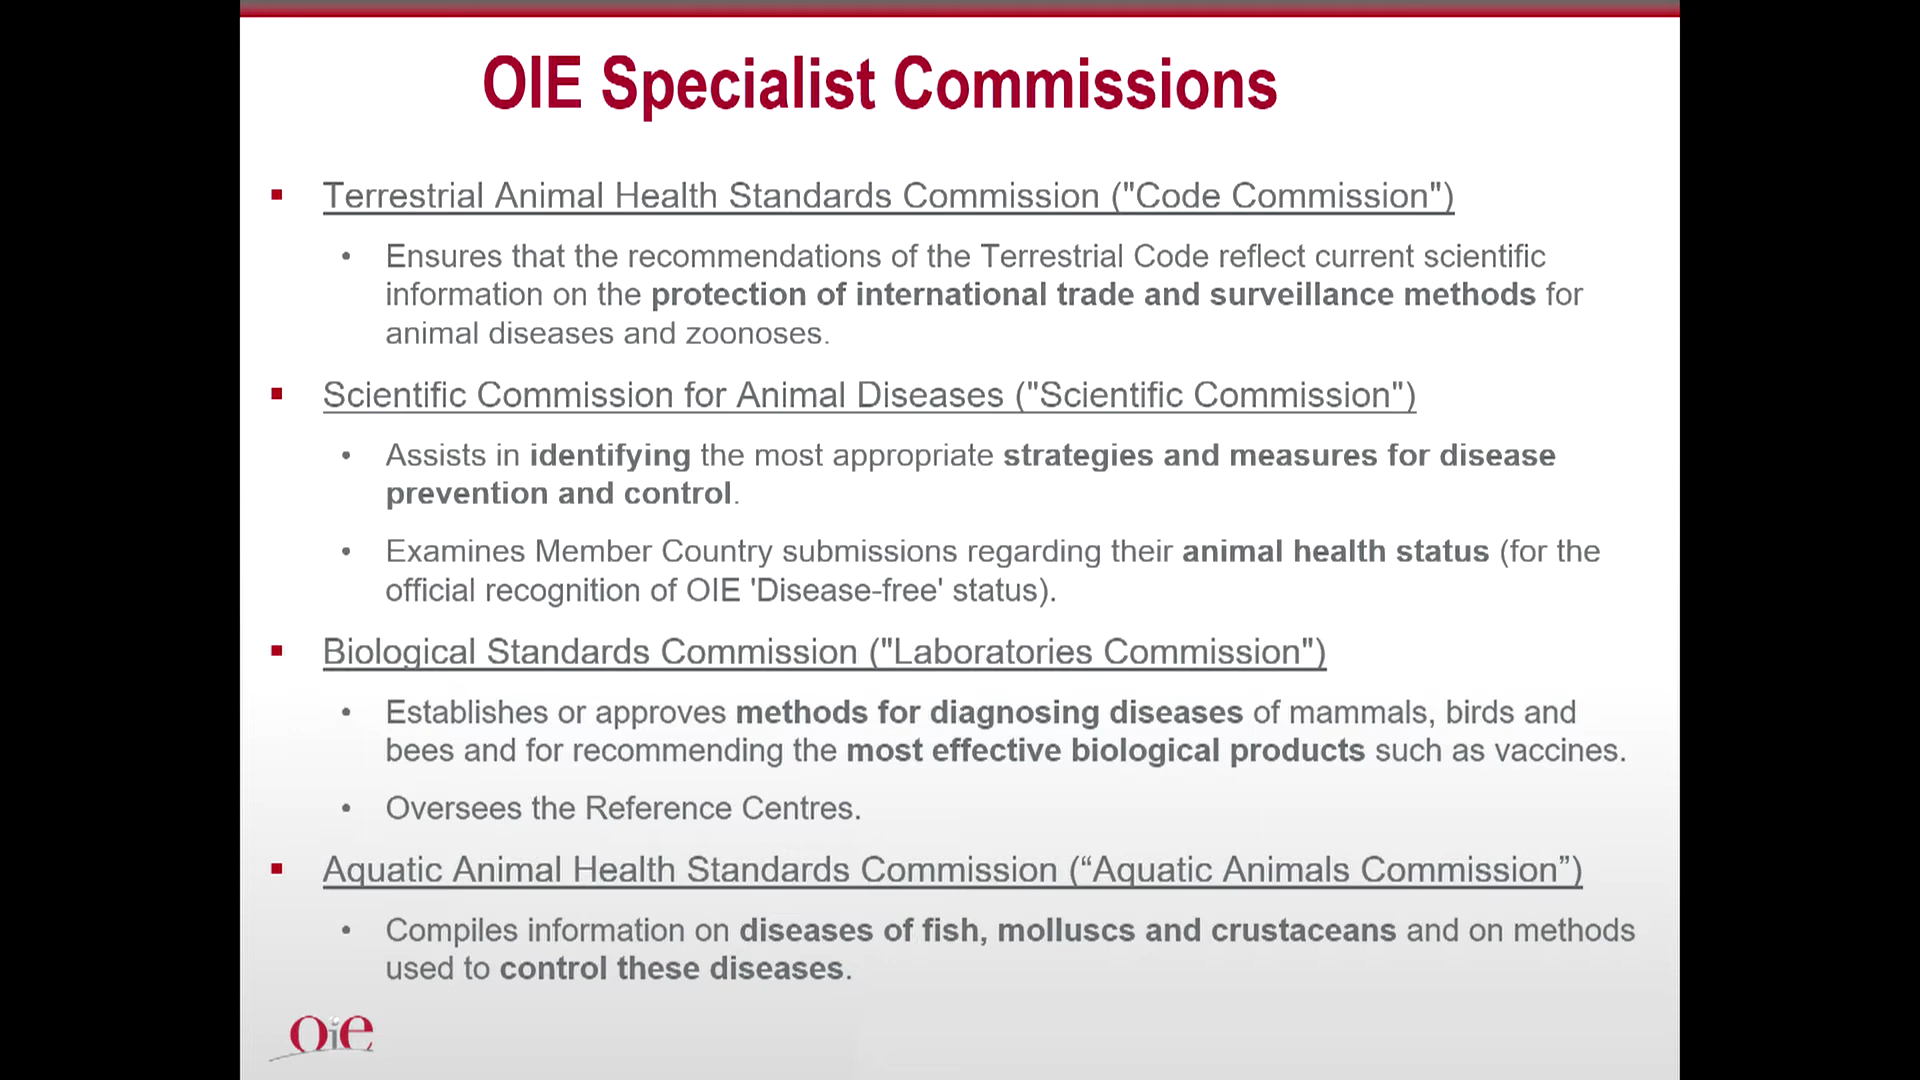 OIE Specialist Commissions
▪ Terrestrial Animal Health Standards Commission ("Code Commission")
• Ensures that the recommendations of the Terrestrial Code reflect current scientific
information on the protection of international trade and surveillance methods for
animal diseases and zoonoses.
▪ Scientific Commission for Animal Diseases ("Scientific Commission")
• Assists in identifying the most appropriate strategies and measures for disease
prevention and control.
• Examines Member Country submissions regarding their animal health status (for the
official recognition of OIE 'Disease-free' status).
▪ Biological Standards Commission ("Laboratories Commission")
• Establishes or approves methods for diagnosing diseases of mammals, birds and
bees and for recommending the most effective biological products such as vaccines.
• Oversees the Reference Centres.
▪ Aquatic Animal Health Standards Commission (“Aquatic Animals Commission”)
• Compiles information on diseases of fish, molluscs and crustaceans and on methods
used to control these diseases.
Oie